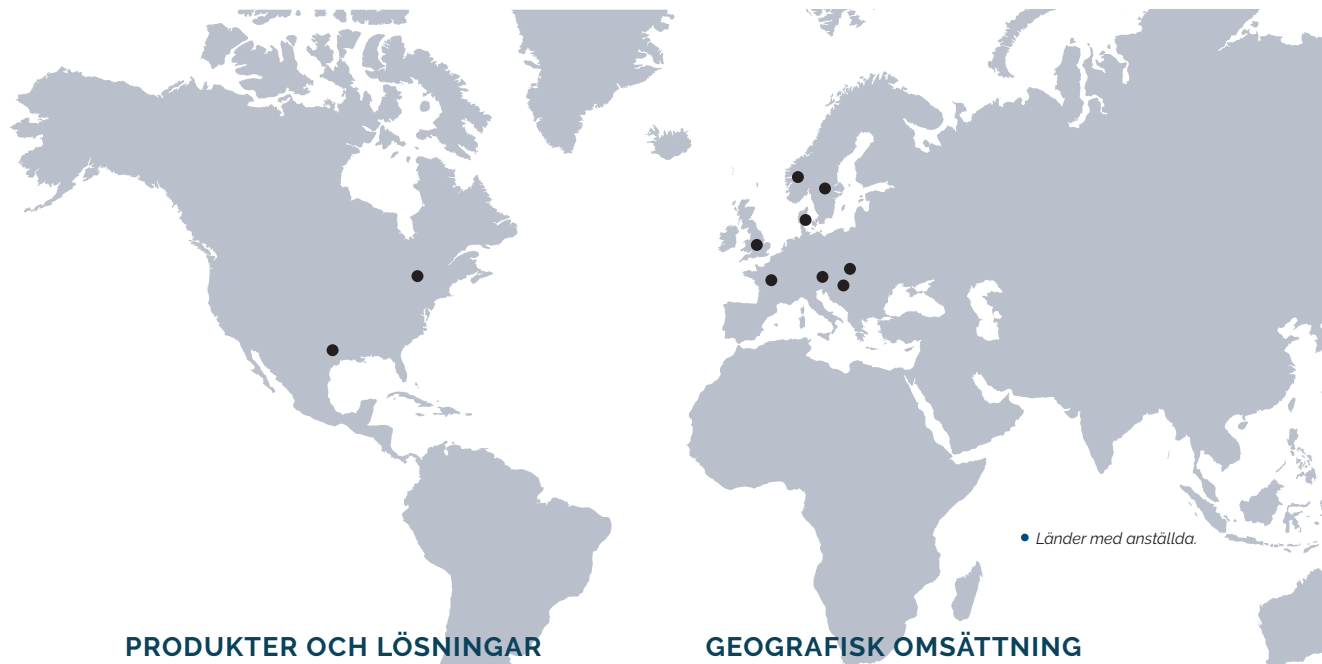 Länder med anställda.
PRODUKTER OCH LÖSNINGAR
GEOGRAFISK OMSÄTTNING